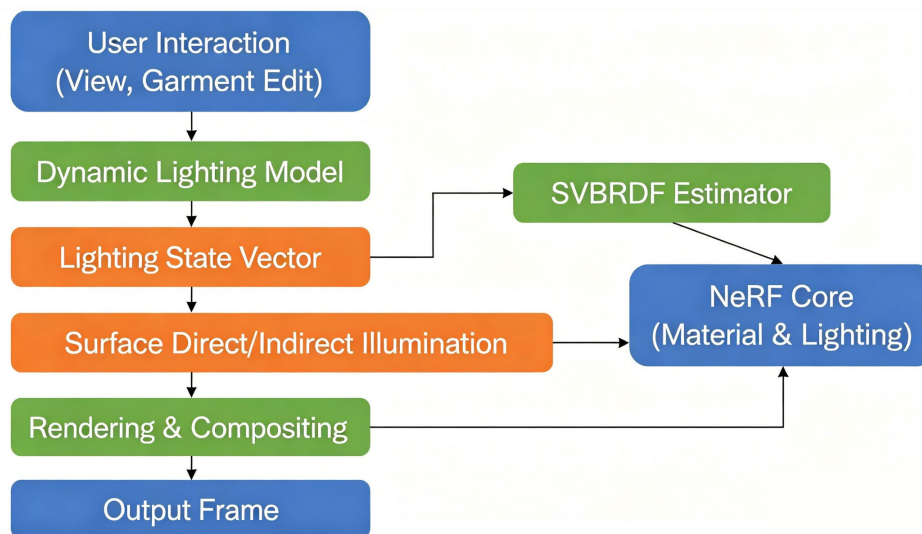 User Interaction
(View, Garment Edit)
Dynamic Lighting Model
SVBRDF Estimator
Lighting State Vector
NeRF Core
(Material & Lighting)
Surface Direct/Indirect Illumination
Rendering & Compositing
Output Frame